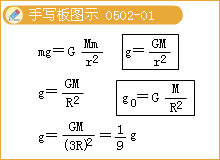 手写板图示 0502-01
mg=G Mm/r² g=GM/r²
g=GM/R² g₀=G M/R²
g=GM/(3R)²=1/9 g